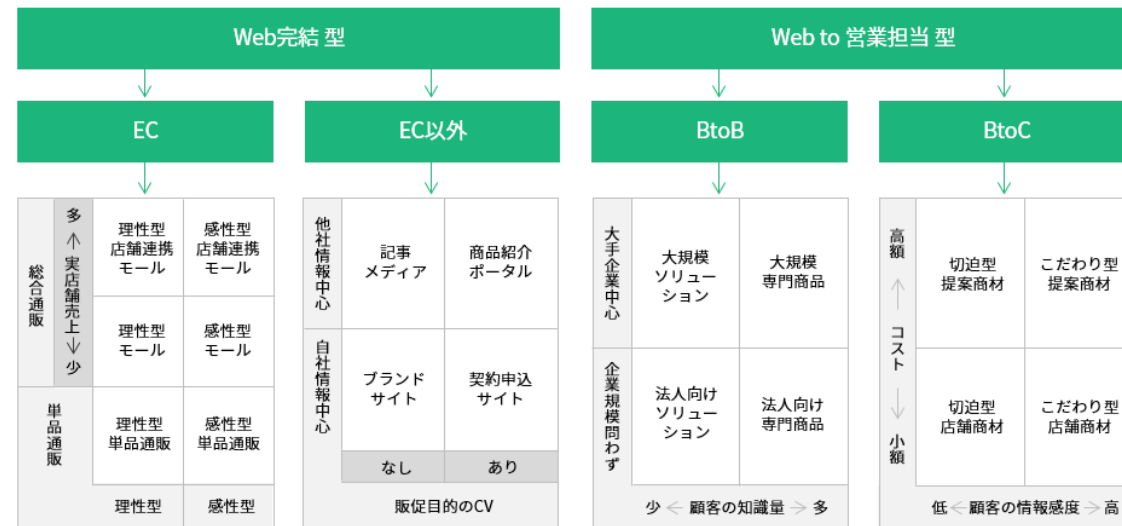 Web完結 型
Web to 営業担当 型
EC
EC以外
BtoB
BtoC
総合通販
多
↑
実店舗売上
↓
少
理性型
店舗連携
モール
感性型
店舗連携
モール
理性型
モール
感性型
モール
単品通販
理性型
単品通販
感性型
単品通販
理性型
感性型
他社情報中心
記事
メディア
商品紹介
ポータル
自社情報中心
ブランド
サイト
契約申込
サイト
なし
あり
販促目的のCV
大手企業中心
大規模
ソリュー
ション
大規模
専門商品
企業規模問わず
法人向け
ソリュー
ション
法人向け
専門商品
少 ← 顧客の知識量 → 多
高額
↑
コスト
↓
小額
切迫型
提案商材
こだわり型
提案商材
切迫型
店舗商材
こだわり型
店舗商材
低 ← 顧客の情報感度 → 高